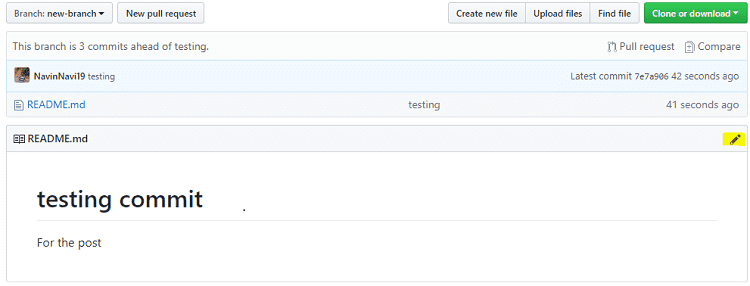 Branch: new-branch New pull request Create new file Upload files Find file Clone or download
This branch is 3 commits ahead of testing. Pull request Compare
NavinNavi19 testing Latest commit 7e7a906 42 seconds ago
README.md testing 41 seconds ago
README.md
testing commit .
For the post